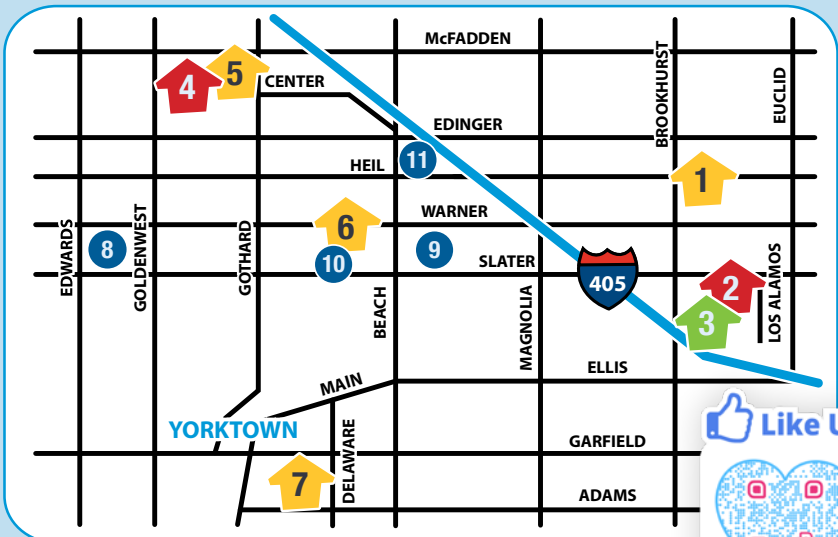 McFADDEN
BROOKHURST
EUCLID
4
5
CENTER
EDINGER
11
HEIL
1
WARNER
6
EDWARDS
8
GOLDENWEST
GOTHARD
10
9
SLATER
BEACH
MAGNOLIA
405
2
3
LOS ALAMOS
ELLIS
MAIN
YORKTOWN
DELAWARE
GARFIELD
7
ADAMS
Like U